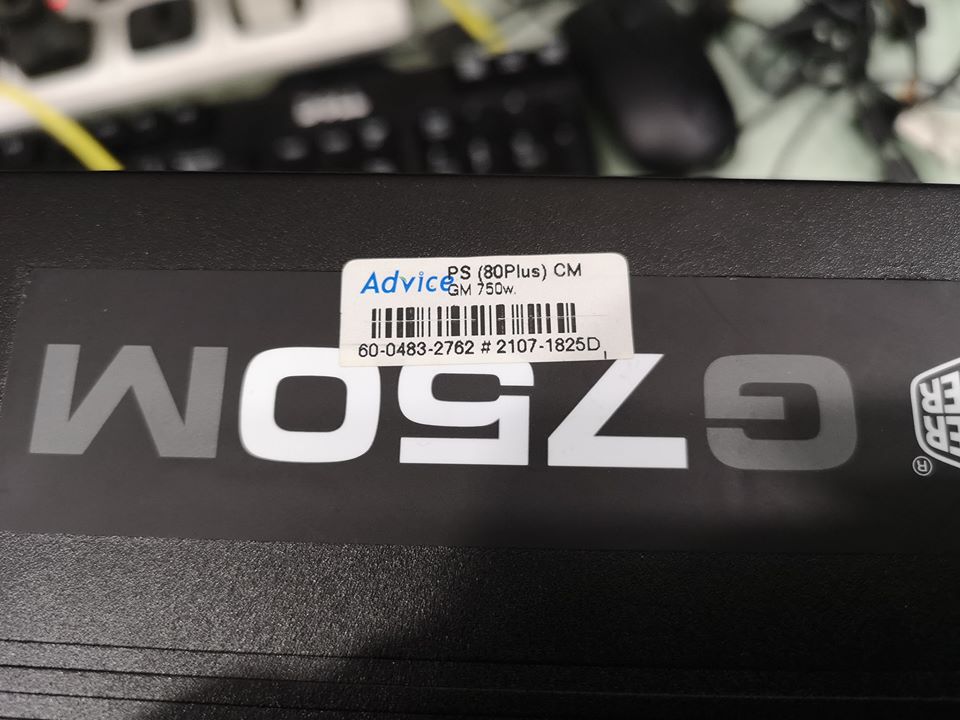 Advice PS (80Plus) CM
GM 750w.
60-0483-2762 # 2107-1825D
G750M
®